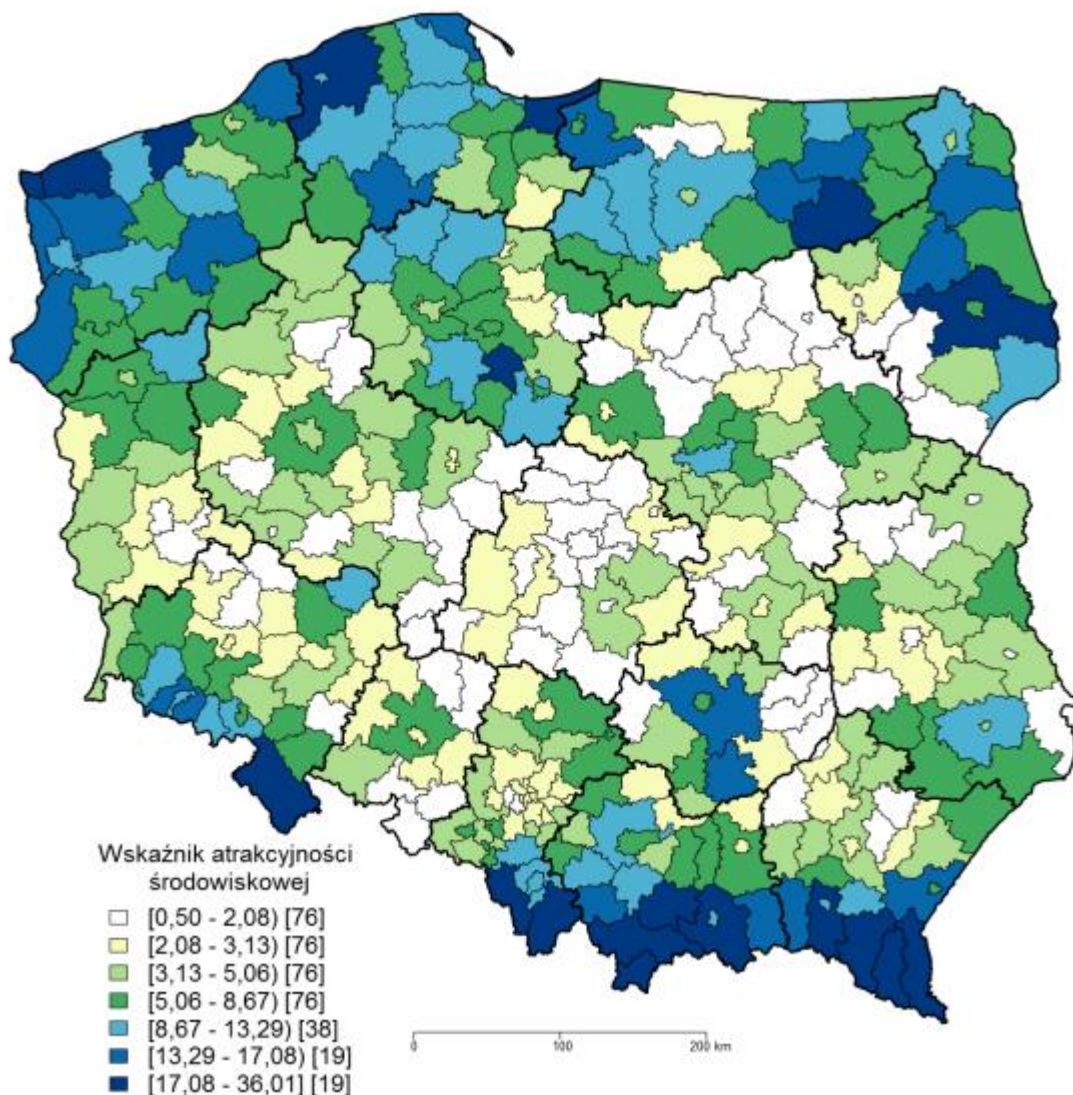 Wskaźnik atrakcyjności
środowiskowej
[0,50 - 2,08) [76]
[2,08 - 3,13) [76]
[3,13 - 5,06) [76]
[5,06 - 8,67) [76]
[8,67 - 13,29) [38]
[13,29 - 17,08) [19]
[17,08 - 36,01] [19]
0 100 200 km